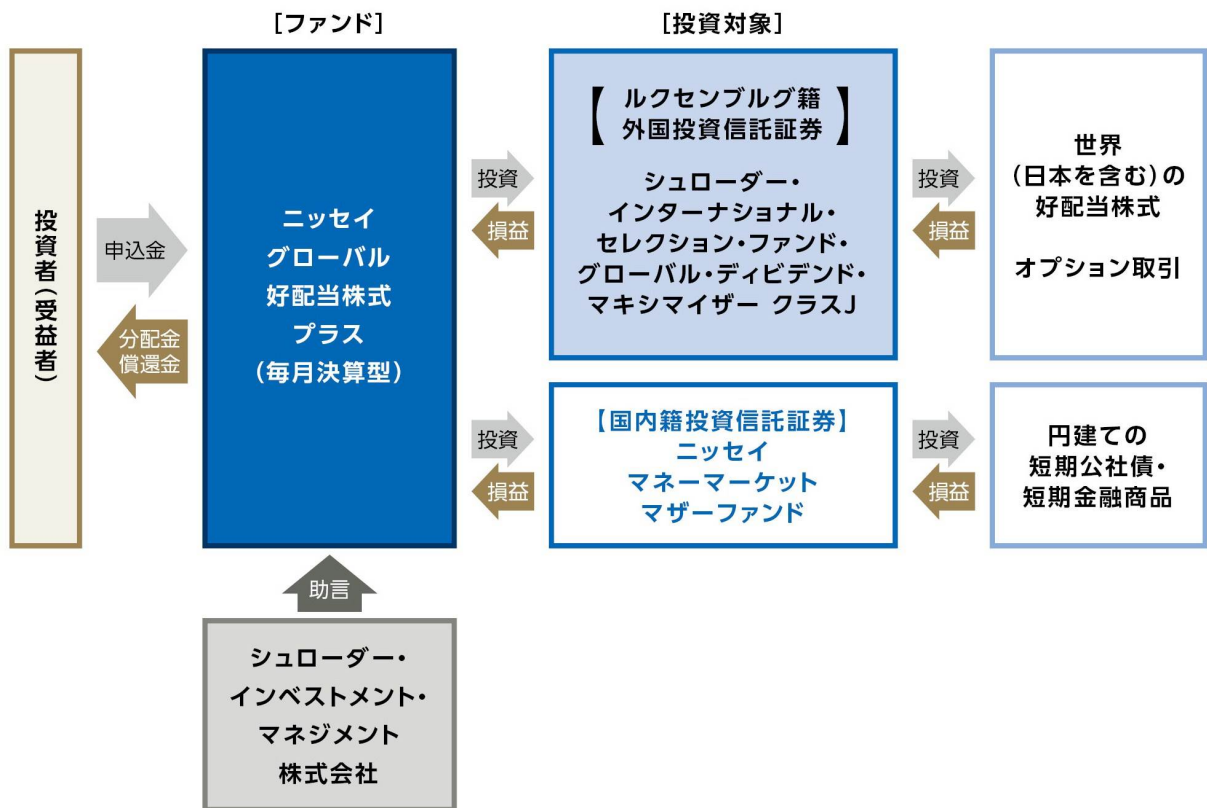 [ファンド]
[投資対象]
投資者(受益者)
申込金
分配金
償還金
ニッセイ
グローバル
好配当株式
プラス
(毎月決算型)
投資
損益
【ルクセンブルグ籍
外国投資信託証券】
シュローダー・
インターナショナル・
セレクション・ファンド・
グローバル・ディビデンド・
マキシマイザー クラスJ
投資
損益
世界
(日本を含む)の
好配当株式
オプション取引
投資
損益
【国内籍投資信託証券】
ニッセイ
マネーマーケット
マザーファンド
投資
損益
円建ての
短期公社債・
短期金融商品
助言
シュローダー・
インベストメント・
マネジメント
株式会社